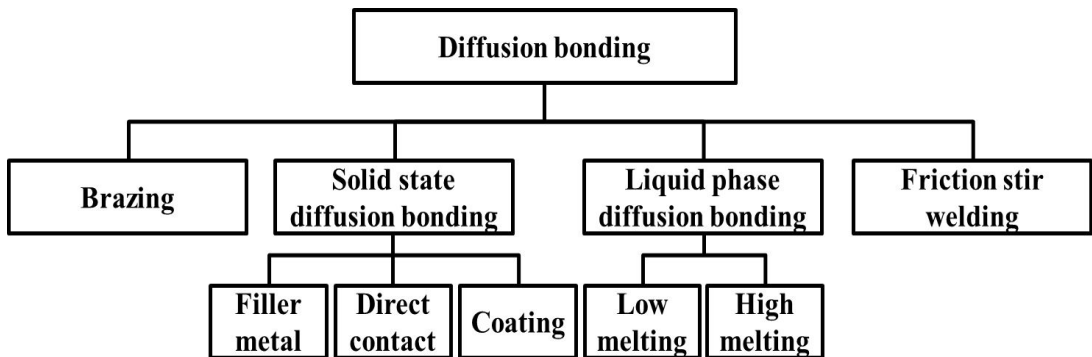 Diffusion bonding
Brazing
Solid state
diffusion bonding
Liquid phase
diffusion bonding
Friction stir
welding
Filler
metal
Direct
contact
Coating
Low
melting
High
melting